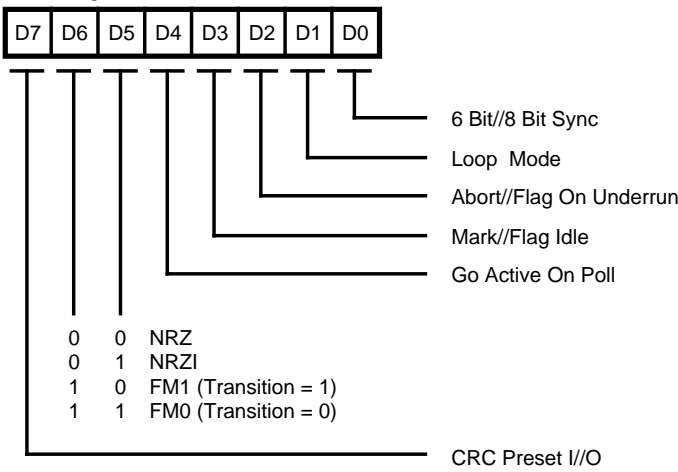 D7 D6 D5 D4 D3 D2 D1 D0
6 Bit//8 Bit Sync
Loop Mode
Abort//Flag On Underrun
Mark//Flag Idle
Go Active On Poll
0 0 NRZ
0 1 NRZI
1 0 FM1 (Transition = 1)
1 1 FM0 (Transition = 0)
CRC Preset I//O